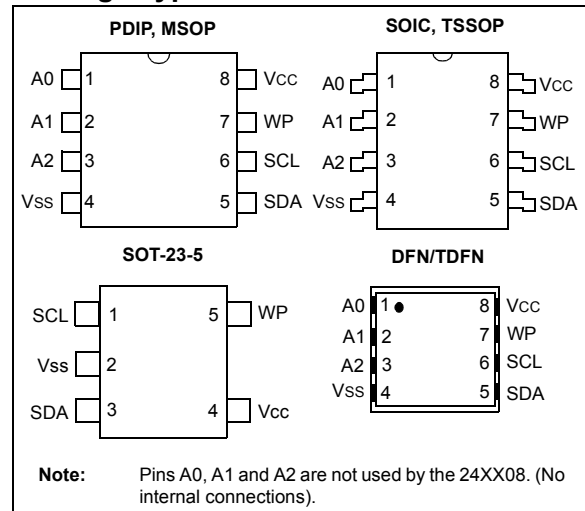 PDIP, MSOP
A0 1 8 VCC
A1 2 7 WP
A2 3 6 SCL
VSS 4 5 SDA
SOIC, TSSOP
A0 1 8 VCC
A1 2 7 WP
A2 3 6 SCL
VSS 4 5 SDA
SOT-23-5
SCL 1 5 WP
Vss 2
SDA 3 4 Vcc
DFN/TDFN
A0 1 8 VCC
A1 2 7 WP
A2 3 6 SCL
VSS 4 5 SDA
Note: Pins A0, A1 and A2 are not used by the 24XX08. (No
internal connections).